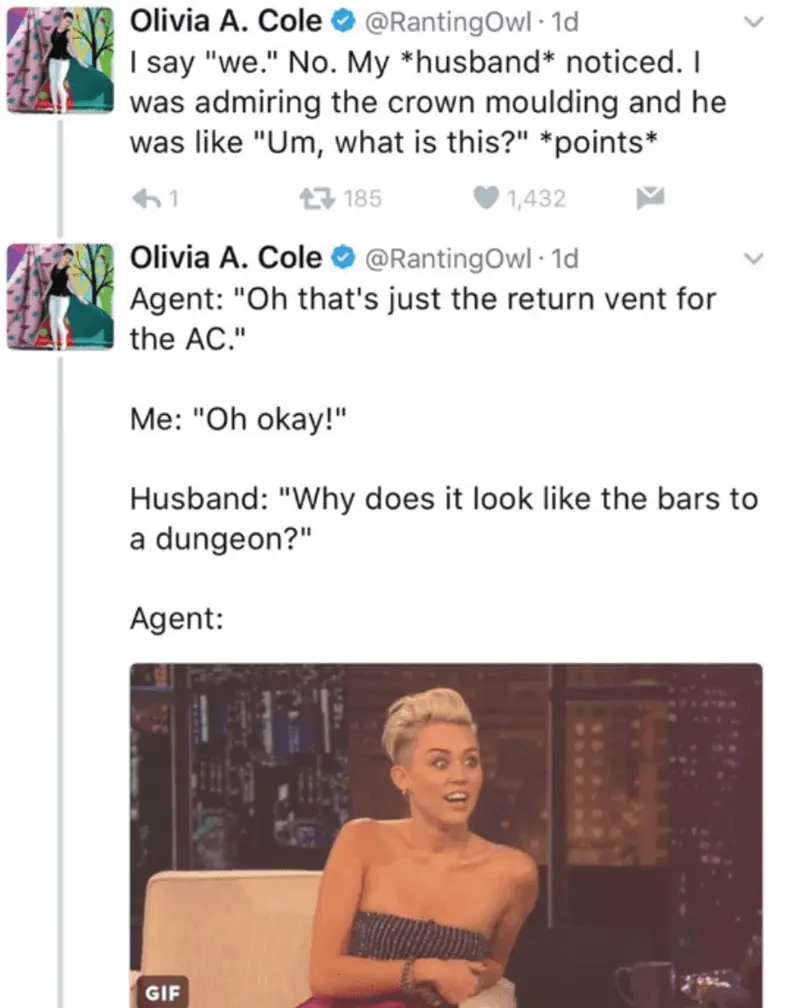 Olivia A. Cole @RantingOwl · 1d
I say "we." No. My *husband* noticed. I
was admiring the crown moulding and he
was like "Um, what is this?" *points*
1 185 1,432
Olivia A. Cole @RantingOwl · 1d
Agent: "Oh that's just the return vent for
the AC."
Me: "Oh okay!"
Husband: "Why does it look like the bars to
a dungeon?"
Agent:
GIF